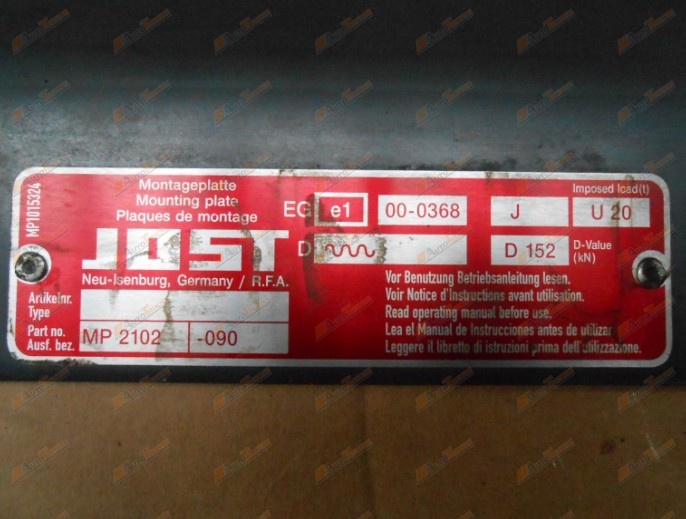 MP1015324
Montageplatte
Mounting plate
Plaques de montage
JOST
Neu-Isenburg, Germany / R.F.A.
EG e1 00-0368 J U 20
Imposed load(t)
D D 152 D-Value (kN)
Artikelnr.
Type
Part no.
Ausf. bez.
MP 2102 -090
Vor Benutzung Betriebsanleitung lesen.
Voir Notice d'Instructions avant utilisation.
Read operating manual before use.
Lea el Manual de Instrucciones antes de utilizar
Leggere il libretto di istruzioni prima dell'utilizzazione.